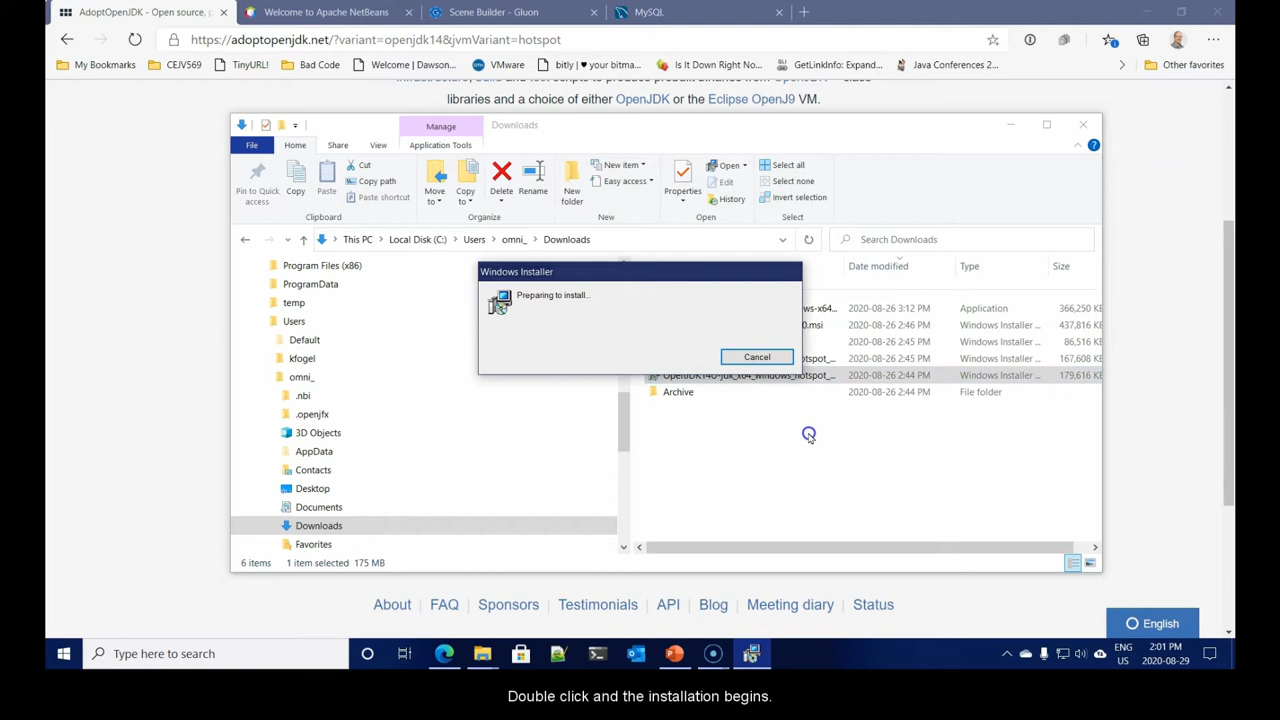 AdoptOpenJDK - Open source, p
Welcome to Apache NetBeans
Scene Builder - Gluon
MySQL
https://adoptopenjdk.net/?variant=openjdk14&jvmVariant=hotspot
My Bookmarks
CEJV569
TinyURL!
Bad Code
Welcome | Dawson...
VMware
bitly ♥ your bitma...
Is It Down Right No...
GetLinkInfo: Expand...
Java Conferences 2...
Other favorites
libraries and a choice of either OpenJDK or the Eclipse OpenJ9 VM.
Manage
Downloads
File
Home
Share
View
Application Tools
Pin to Quick access
Copy
Paste
Cut
Copy path
Paste shortcut
Clipboard
Move to
Copy to
Delete
Rename
Organize
New folder
New item
Easy access
New
Properties
Open
Edit
History
Open
Select all
Select none
Invert selection
Select
This PC
Local Disk (C:)
Users
omni_
Downloads
Search Downloads
Program Files (x86)
ProgramData
temp
Users
Default
kfogel
omni_
.nbi
.openjfx
3D Objects
AppData
Contacts
Desktop
Documents
Downloads
Favorites
Date modified
Type
Size
ws-x64... 2020-08-26 3:12 PM Application 366,250 KB
0.msi 2020-08-26 2:46 PM Windows Installer ... 437,816 KB
2020-08-26 2:45 PM Windows Installer ... 86,516 KB
otspot_... 2020-08-26 2:45 PM Windows Installer ... 167,608 KB
OpenJDK14U-jdk_x64_windows_hotspot_... 2020-08-26 2:44 PM Windows Installer ... 179,616 KB
Archive 2020-08-26 2:44 PM File folder
Windows Installer
Preparing to install...
Cancel
6 items
1 item selected 175 MB
About
FAQ
Sponsors
Testimonials
API
Blog
Meeting diary
Status
English
Type here to search
ENG
US
2:01 PM
2020-08-29
Double click and the installation begins.